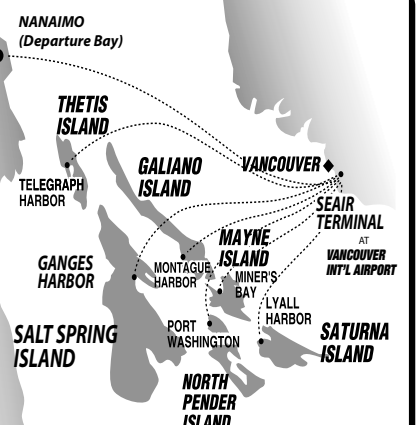 NANAIMO
(Departure Bay)
THETIS
ISLAND
GALIANO
ISLAND
VANCOUVER
TELEGRAPH
HARBOR
SEAIR
TERMINAL
AT
VANCOUVER
INT'L AIRPORT
MAYNE
ISLAND
GANGES
HARBOR
MONTAGUE
HARBOR
MINER'S
BAY
LYALL
HARBOR
PORT
WASHINGTON
SALT SPRING
ISLAND
SATURNA
ISLAND
NORTH
PENDER
ISLAND